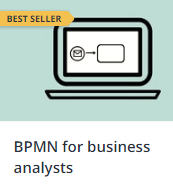 BEST SELLER
BPMN for business
analysts